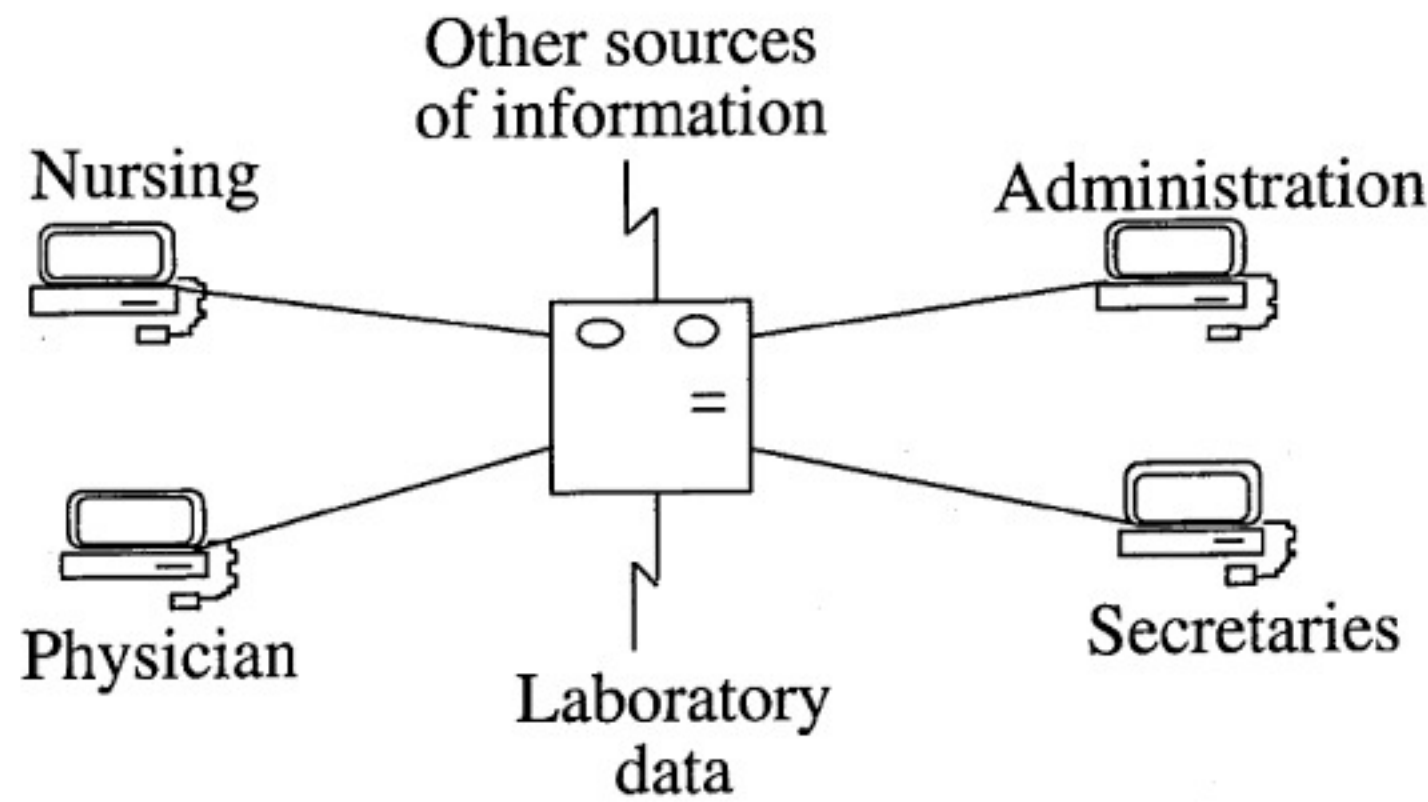 Other sources
of information
Nursing
Administration
Physician
Secretaries
Laboratory
data